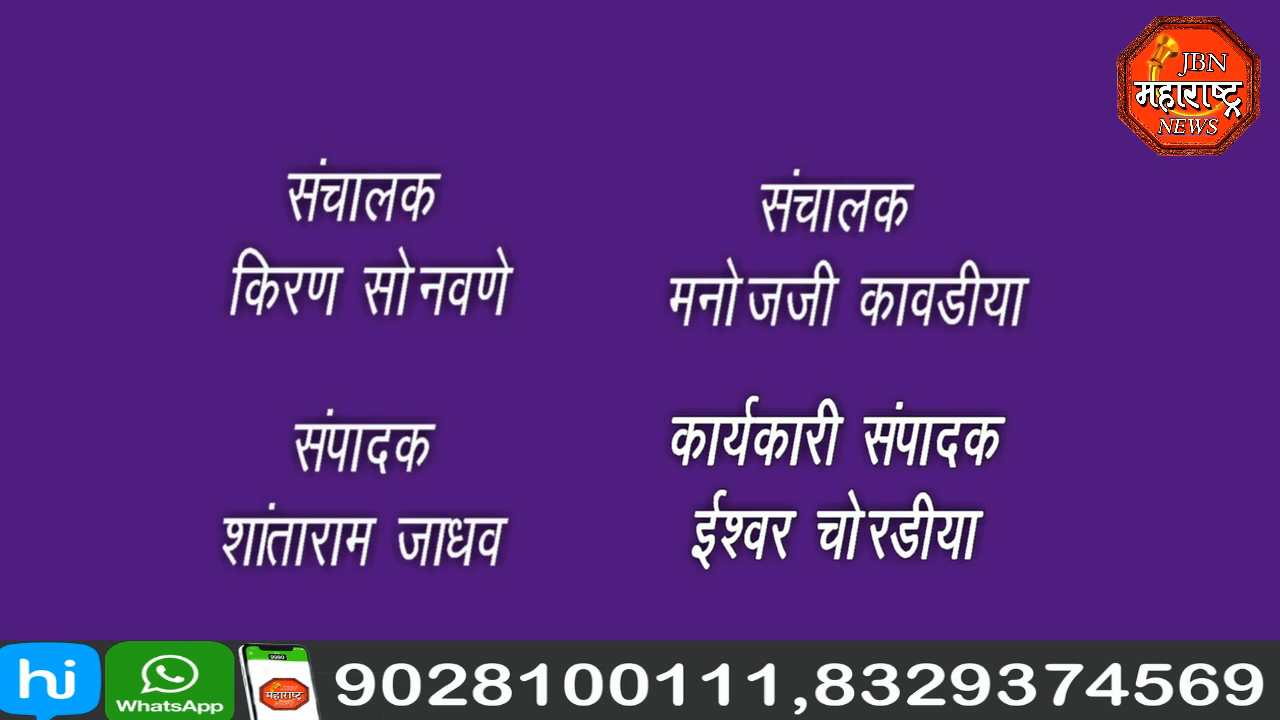 JBN
महाराष्ट्र
NEWS
संचालक
किरण सोनवणे
संचालक
मनोजजी कावडीया
संपादक
शांताराम जाधव
कार्यकारी संपादक
ईश्वर चोरडीया
hi
WhatsApp
महाराष्ट्र
9028100111,8329374569